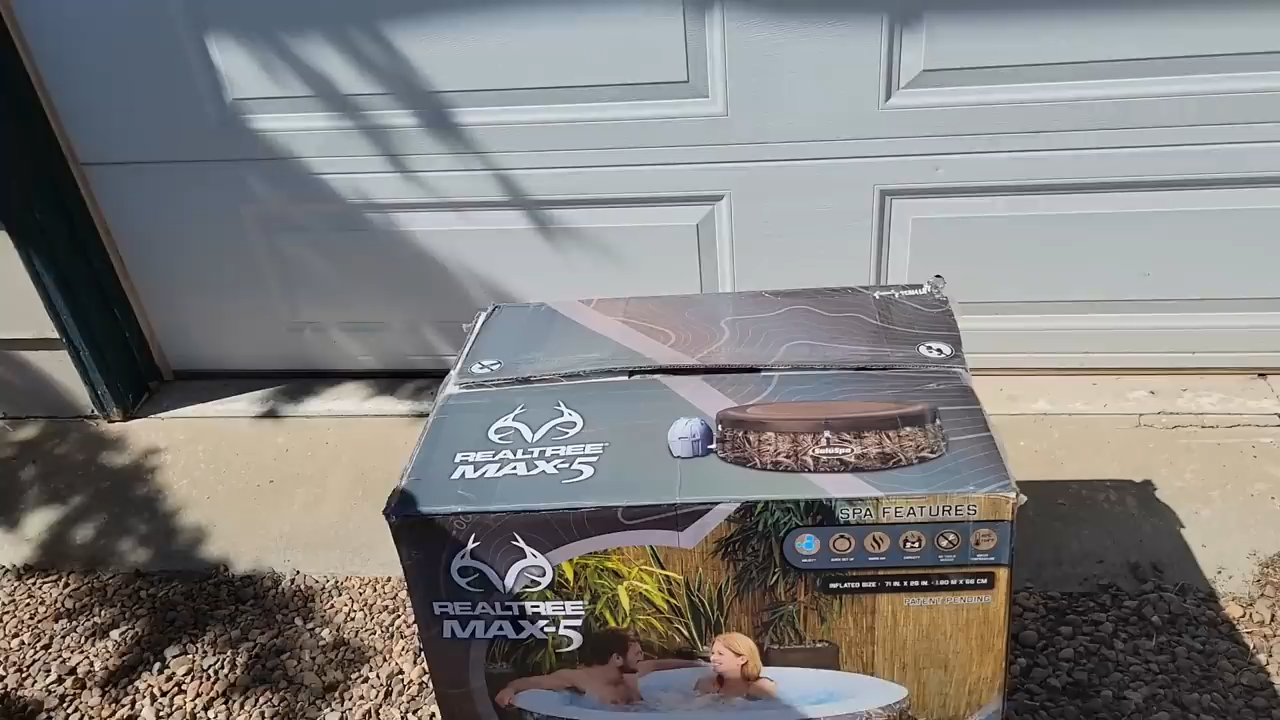 REALTREE
MAX-5
SaluSpa
SPA FEATURES
INFLATED SIZE : 71 IN. X 26 IN. - 1.80 M X 66 CM
PATENT PENDING
REALTREE
MAX-5